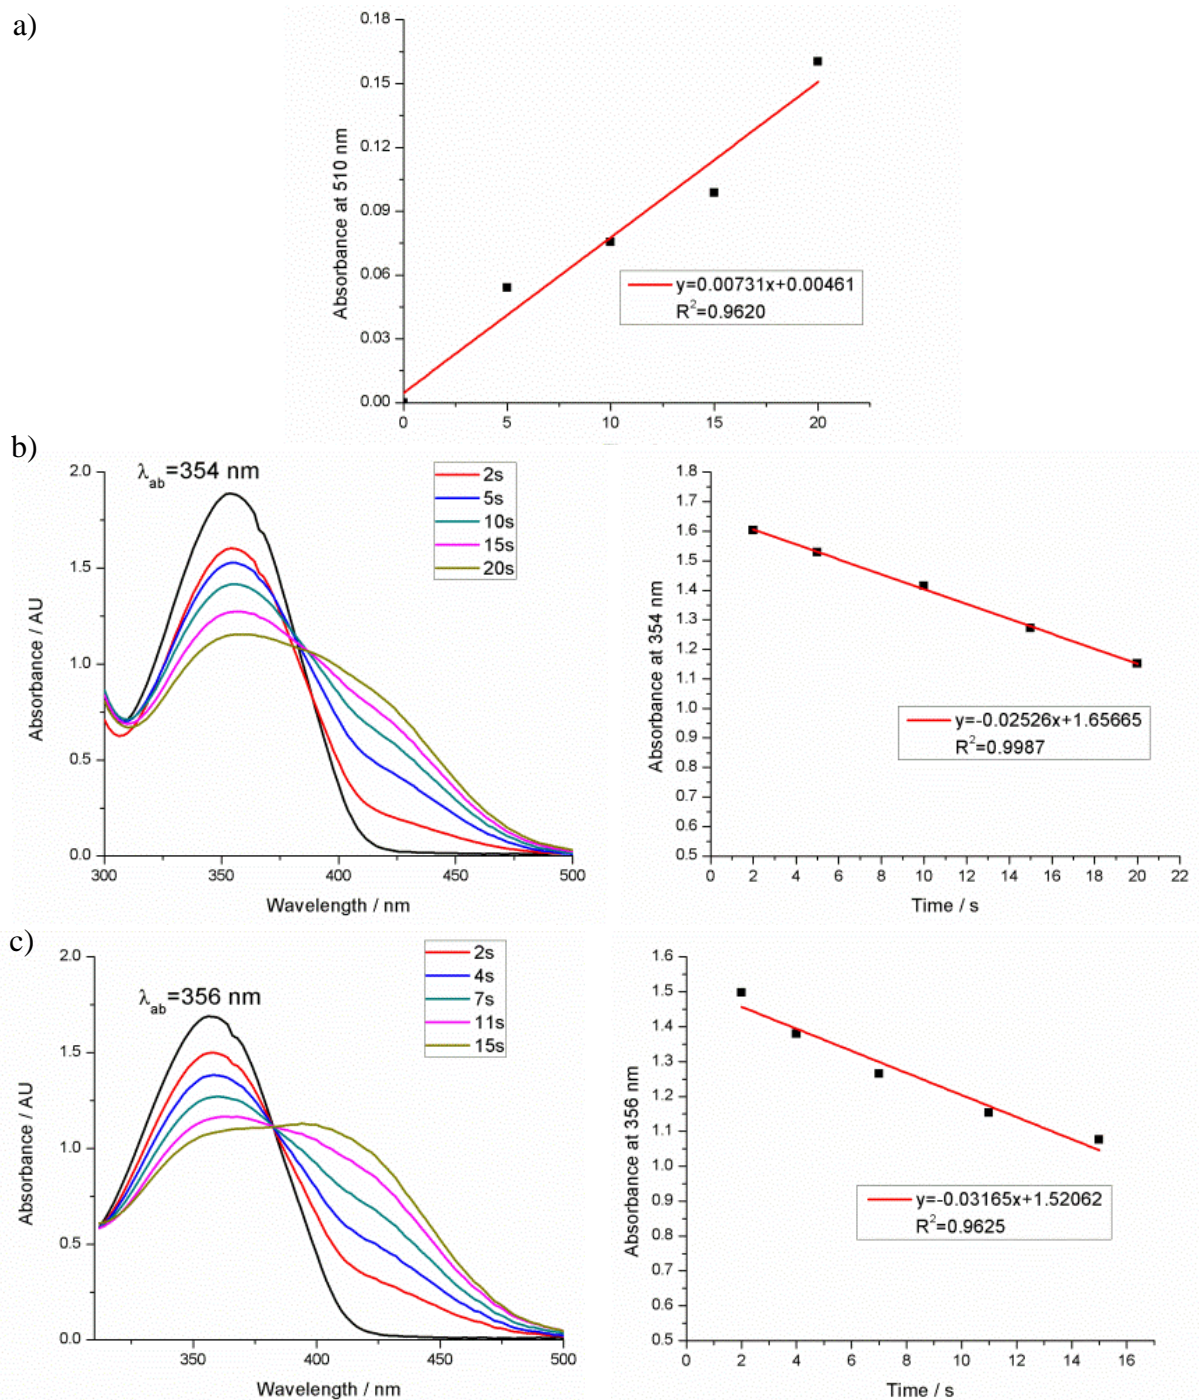 a)
0.18
0.15
0.12
0.09
0.06
0.03
0.00
Absorbance at 510 nm
y=0.00731x+0.00461
R²=0.9620
0 5 10 15 20
b)
λab=354 nm
2s
5s
10s
15s
20s
2.0
1.5
1.0
0.5
0.0
Absorbance / AU
300 350 400 450 500
Wavelength / nm
1.8
1.7
1.6
1.5
1.4
1.3
1.2
1.1
1.0
0.9
0.8
0.7
0.6
0.5
Absorbance at 354 nm
y=-0.02526x+1.65665
R²=0.9987
0 2 4 6 8 10 12 14 16 18 20 22
Time / s
c)
λab=356 nm
2s
4s
7s
11s
15s
2.0
1.5
1.0
0.5
0.0
Absorbance / AU
350 400 450 500
Wavelength / nm
1.6
1.5
1.4
1.3
1.2
1.1
1.0
0.9
0.8
0.7
0.6
0.5
Absorbance at 356 nm
y=-0.03165x+1.52062
R²=0.9625
0 2 4 6 8 10 12 14 16
Time / s